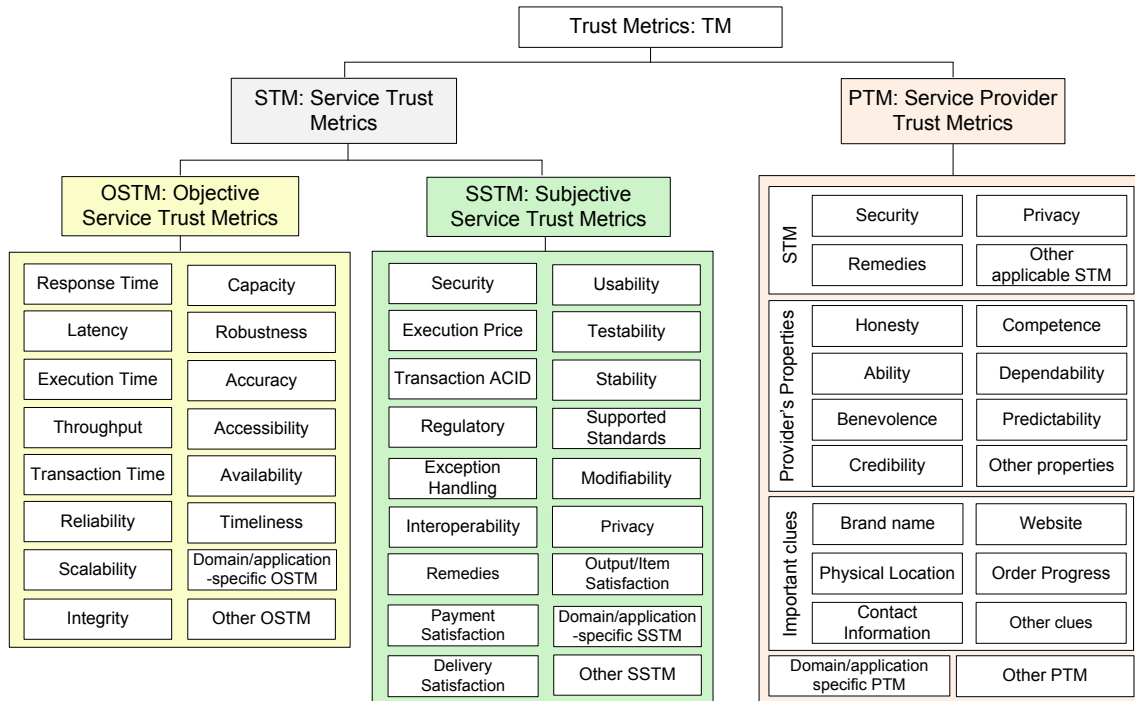 Trust Metrics: TM
STM: Service Trust
Metrics
PTM: Service Provider
Trust Metrics
OSTM: Objective
Service Trust Metrics
SSTM: Subjective
Service Trust Metrics
Response Time
Capacity
Latency
Robustness
Execution Time
Accuracy
Throughput
Accessibility
Transaction Time
Availability
Reliability
Timeliness
Scalability
Domain/application
-specific OSTM
Integrity
Other OSTM
Security
Usability
Execution Price
Testability
Transaction ACID
Stability
Regulatory
Supported
Standards
Exception
Handling
Modifiability
Interoperability
Privacy
Remedies
Output/Item
Satisfaction
Payment
Satisfaction
Domain/application
-specific SSTM
Delivery
Satisfaction
Other SSTM
STM
Security
Privacy
Remedies
Other
applicable STM
Provider's Properties
Honesty
Competence
Ability
Dependability
Benevolence
Predictability
Credibility
Other properties
Important clues
Brand name
Website
Physical Location
Order Progress
Contact
Information
Other clues
Domain/application
specific PTM
Other PTM